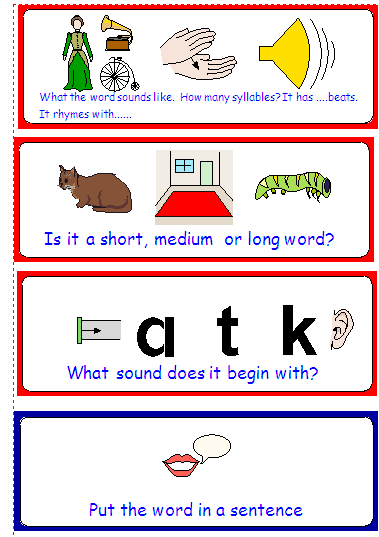 What the word sounds like. How many syllables? It has ....beats.
It rhymes with......
Is it a short, medium or long word?
a t k
What sound does it begin with?
Put the word in a sentence